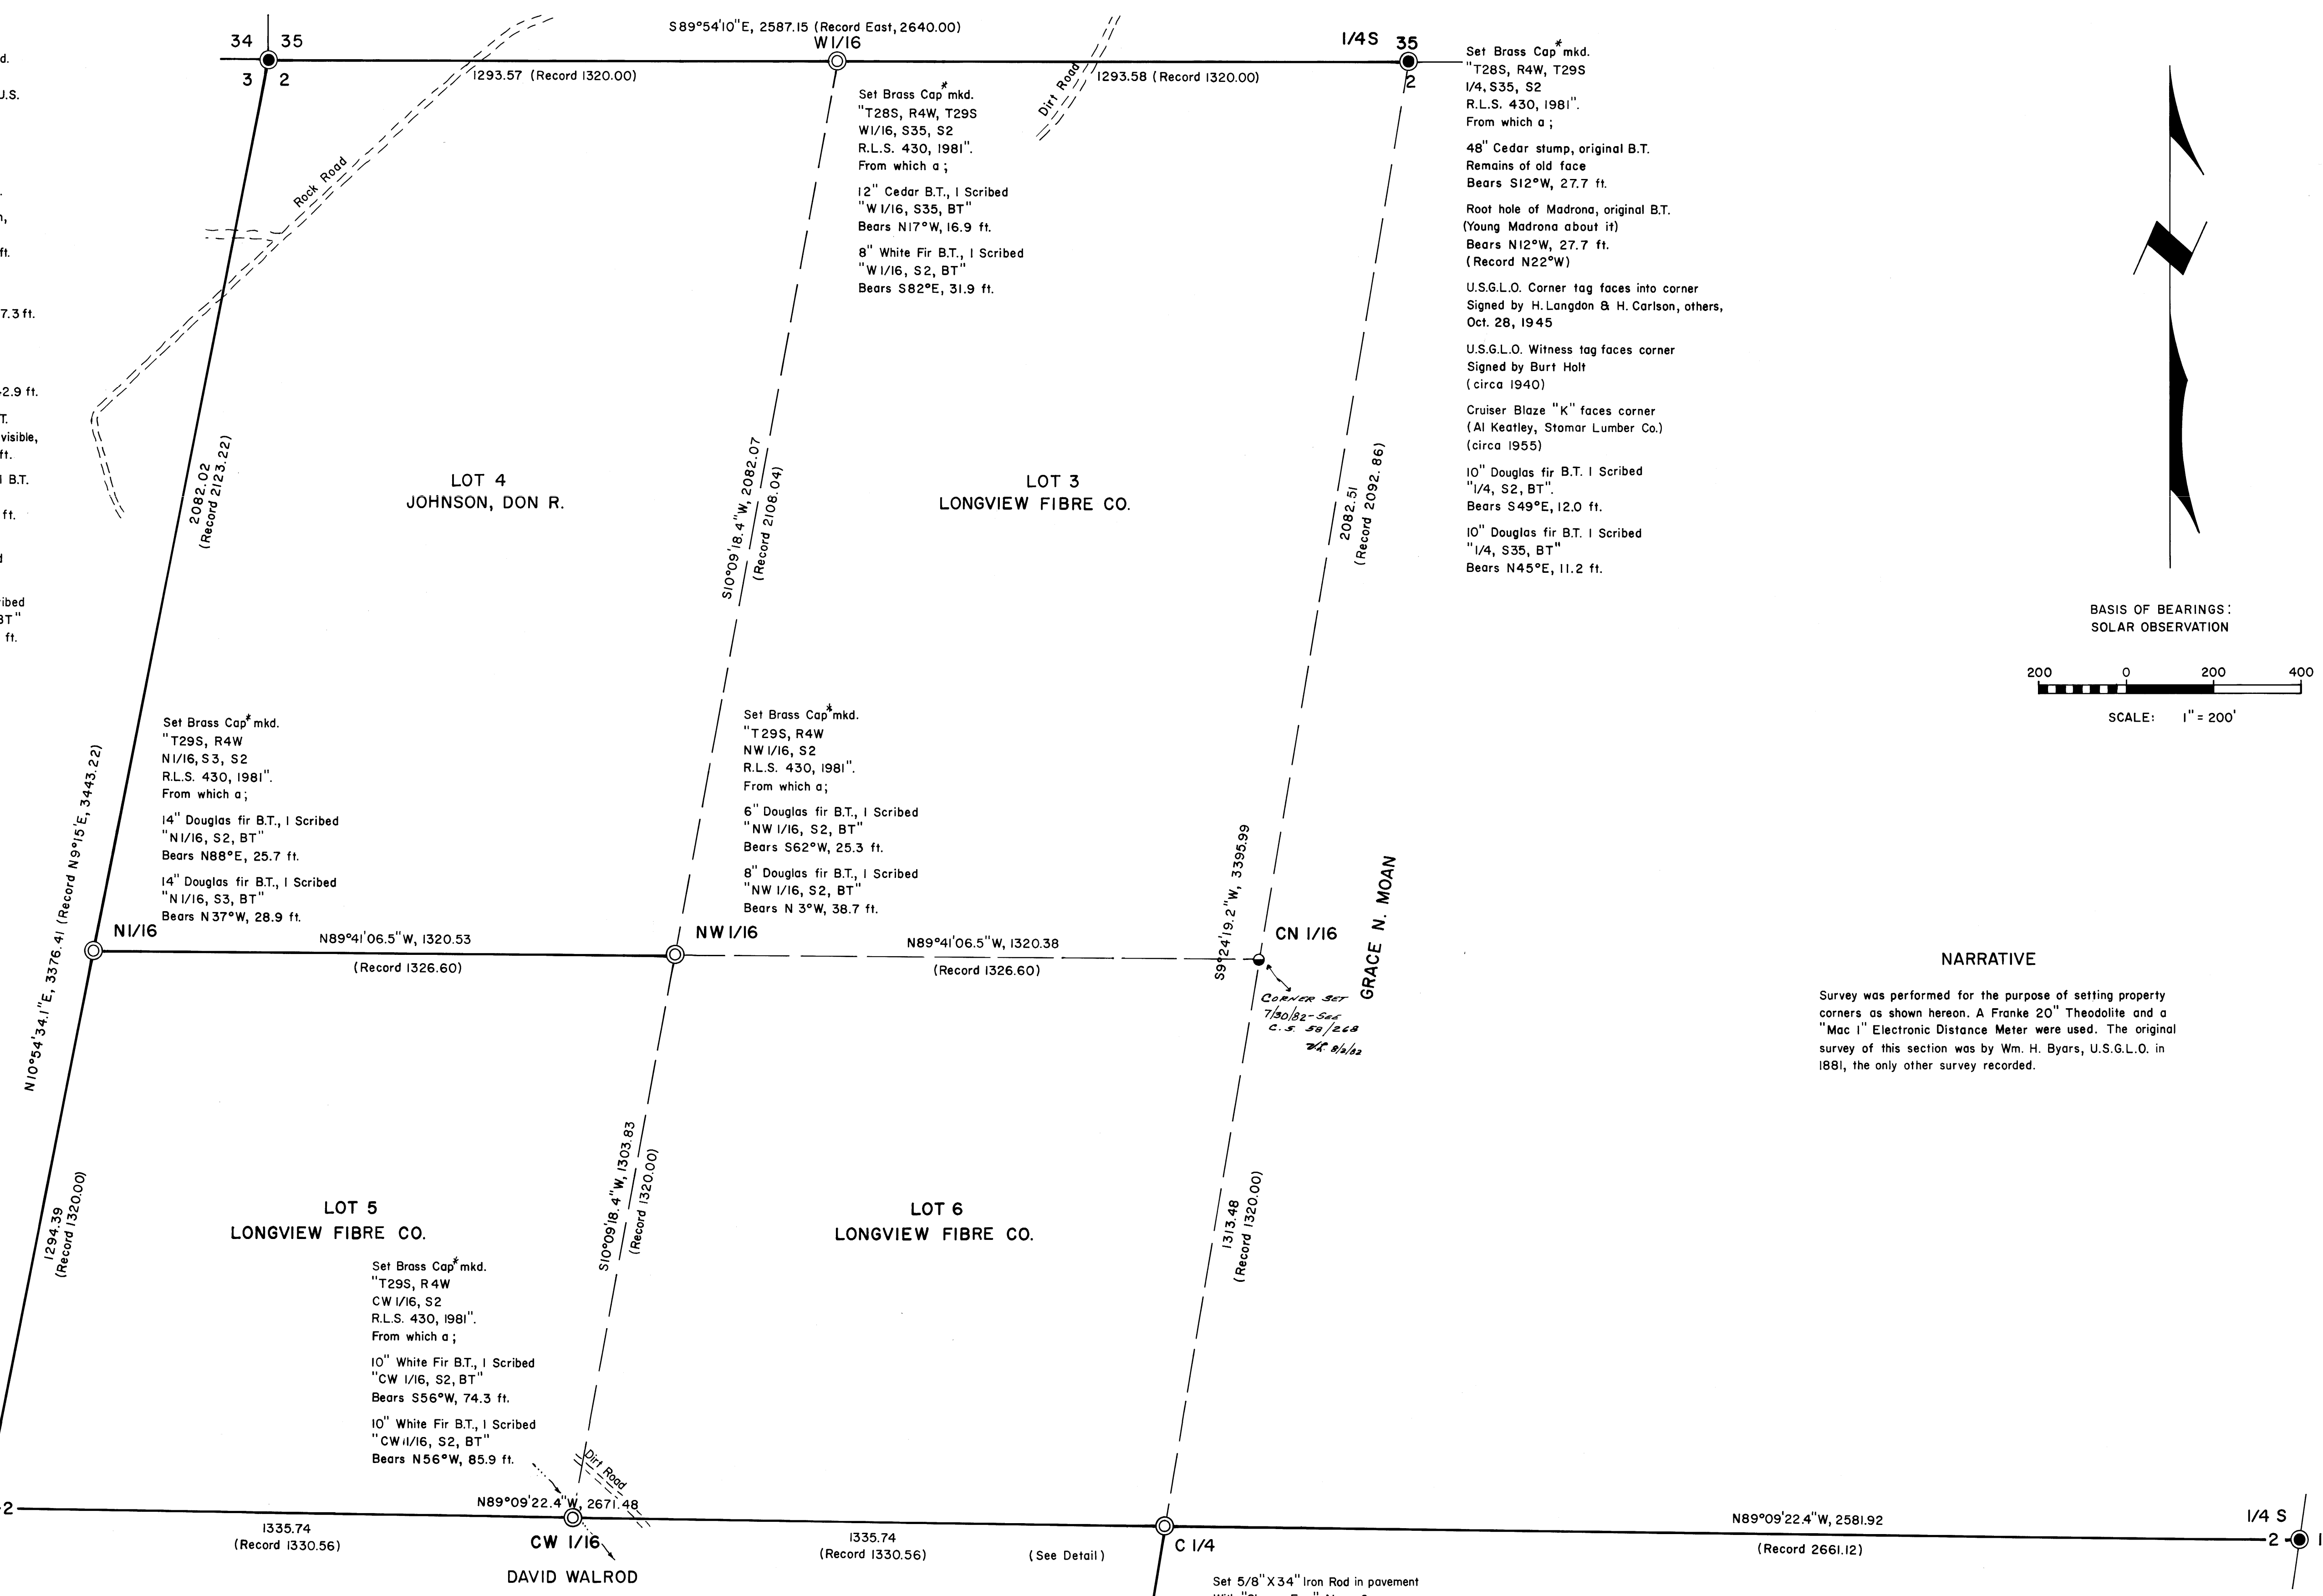 34 35
3 2
S89°54'10"E, 2587.15 (Record East, 2640.00)
W1/16
1/4S 35
2
1293.57 (Record 1320.00)
1293.58 (Record 1320.00)
d.
U.S.
ft.
7.3 ft.
2.9 ft.
T.
visible,
ft.
B.T.
ft.
d
ibed
BT"
ft.
Rock Road
Dirt Road
Set Brass Cap* mkd.
"T28S, R4W, T29S
W1/16, S35, S2
R.L.S. 430, 1981".
From which a;
12" Cedar B.T., I Scribed
"W 1/16, S35, BT"
Bears N17°W, 16.9 ft.
8" White Fir B.T., I Scribed
"W 1/16, S2, BT"
Bears S82°E, 31.9 ft.
Set Brass Cap* mkd.
"T28S, R4W, T29S
1/4, S35, S2
R.L.S. 430, 1981".
From which a;
48" Cedar stump, original B.T.
Remains of old face
Bears S12°W, 27.7 ft.
Root hole of Madrona, original B.T.
(Young Madrona about it)
Bears N12°W, 27.7 ft.
(Record N22°W)
U.S.G.L.O. Corner tag faces into corner
Signed by H. Langdon & H. Carlson, others,
Oct. 28, 1945
U.S.G.L.O. Witness tag faces corner
Signed by Burt Holt
(circa 1940)
Cruiser Blaze "K" faces corner
(Al Keatley, Stomar Lumber Co.)
(circa 1955)
10" Douglas fir B.T. I Scribed
"1/4, S2, BT".
Bears S49°E, 12.0 ft.
10" Douglas fir B.T. I Scribed
"1/4, S35, BT"
Bears N45°E, 11.2 ft.
BASIS OF BEARINGS:
SOLAR OBSERVATION
200 0 200 400
SCALE: 1" = 200'
2082.02
(Record 2123.22)
LOT 4
JOHNSON, DON R.
S10°09'18.4"W, 2082.07
(Record 2108.04)
LOT 3
LONGVIEW FIBRE CO.
2082.51
(Record 2092.86)
Set Brass Cap* mkd.
"T29S, R4W
N1/16, S3, S2
R.L.S. 430, 1981".
From which a;
14" Douglas fir B.T., I Scribed
"N1/16, S2, BT"
Bears N88°E, 25.7 ft.
14" Douglas fir B.T., I Scribed
"N1/16, S3, BT"
Bears N37°W, 28.9 ft.
Set Brass Cap* mkd.
"T29S, R4W
NW 1/16, S2
R.L.S. 430, 1981".
From which a;
6" Douglas fir B.T., I Scribed
"NW 1/16, S2, BT"
Bears S62°W, 25.3 ft.
8" Douglas fir B.T., I Scribed
"NW 1/16, S2, BT"
Bears N 3°W, 38.7 ft.
N10°54'34.1"E, 3376.41 (Record N9°15'E, 3443.22)
N1/16
N89°41'06.5"W, 1320.53
(Record 1326.60)
NW 1/16
N89°41'06.5"W, 1320.38
(Record 1326.60)
S9°24'19.2"W, 3395.99
CN 1/16
GRACE N. MOAN
CORNER SET
7/30/82 - SEE
C.S. 58/268
8/2/82
NARRATIVE
Survey was performed for the purpose of setting property
corners as shown hereon. A Franke 20" Theodolite and a
"Mac I" Electronic Distance Meter were used. The original
survey of this section was by Wm. H. Byars, U.S.G.L.O. in
1881, the only other survey recorded.
1294.39
(Record 1320.00)
LOT 5
LONGVIEW FIBRE CO.
S10°09'18.4"W, 1303.83
(Record 1320.00)
LOT 6
LONGVIEW FIBRE CO.
1313.48
(Record 1320.00)
Set Brass Cap* mkd.
"T29S, R4W
CW 1/16, S2
R.L.S. 430, 1981".
From which a;
10" White Fir B.T., I Scribed
"CW 1/16, S2, BT"
Bears S56°W, 74.3 ft.
10" White Fir B.T., I Scribed
"CW 1/16, S2, BT"
Bears N56°W, 85.9 ft.
Dirt Road
2
N89°09'22.4"W, 2671.48
1335.74
(Record 1330.56)
CW 1/16
1335.74
(Record 1330.56)
(See Detail)
C 1/4
N89°09'22.4"W, 2581.92
(Record 2661.12)
1/4 S
2 1
DAVID WALROD
Set 5/8" X 34" Iron Rod in pavement